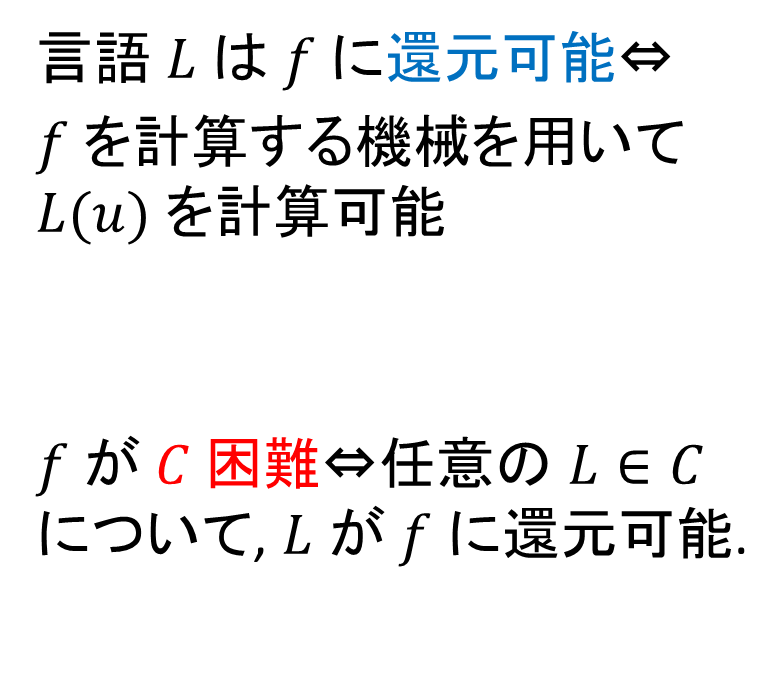 言語 L は f に還元可能⇔
f を計算する機械を用いて
L(u) を計算可能
f が C 困難⇔任意の L ∈ C
について, L が f に還元可能.